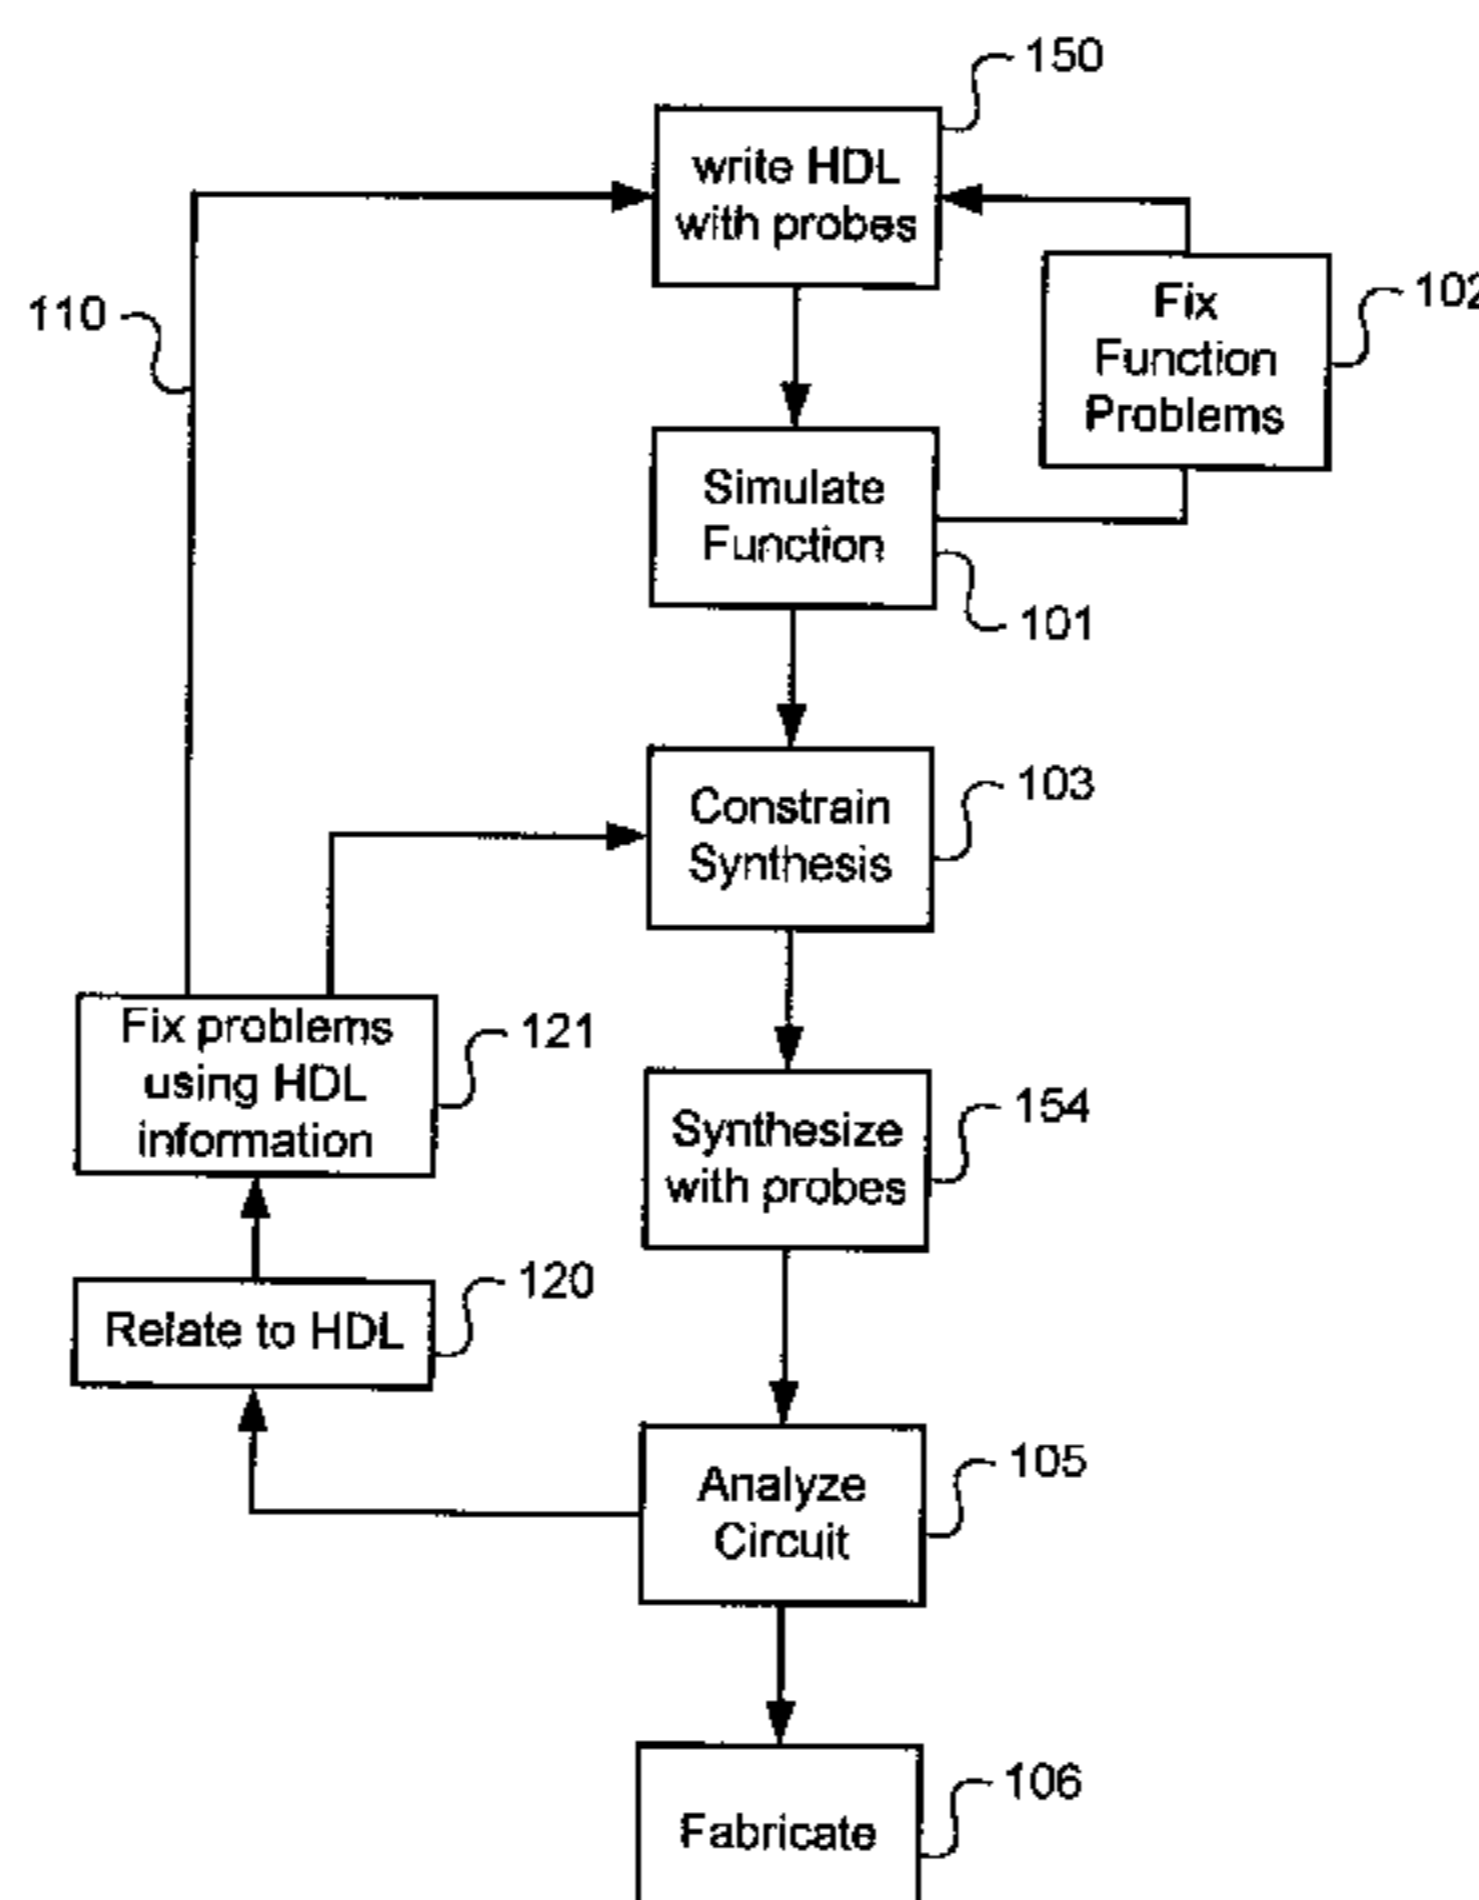 150
write HDL
with probes
110
102
Fix
Function
Problems
Simulate
Function
101
103
Constrain
Synthesis
Fix problems
using HDL
information
121
154
Synthesize
with probes
120
Relate to HDL
105
Analyze
Circuit
106
Fabricate